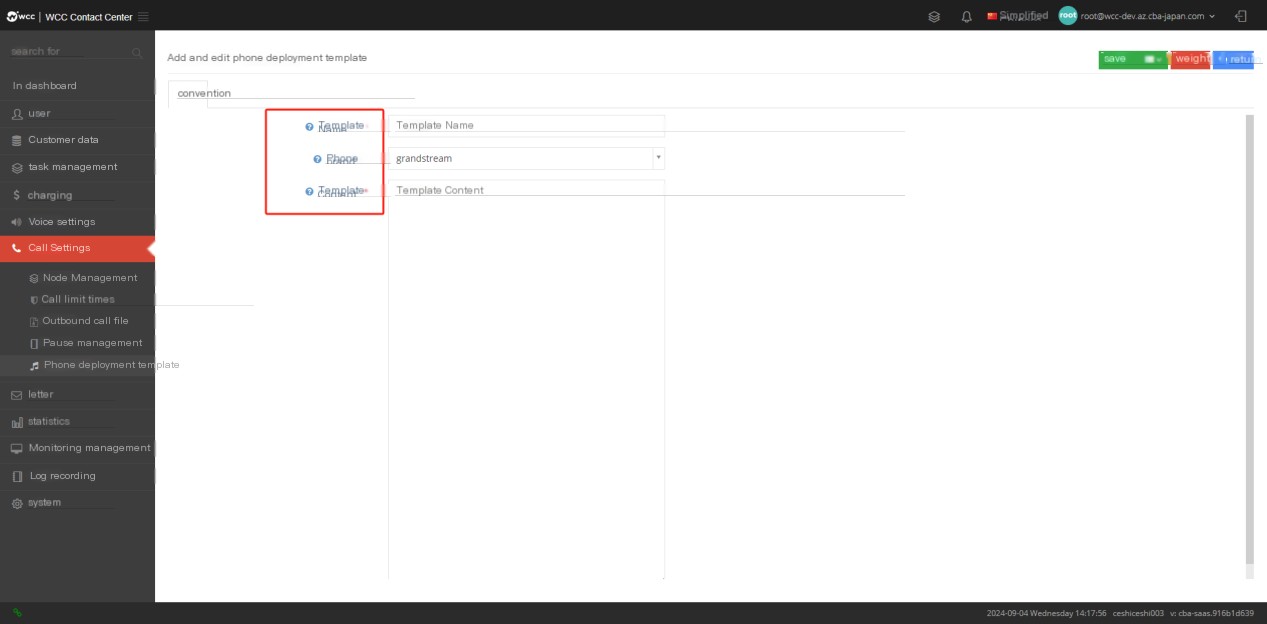 wcc | WCC Contact Center
Simplified
root
root@wcc-dev.az.cba-japan.com
search for
In dashboard
user
Customer data
task management
$ charging
Voice settings
Call Settings
Node Management
Call limit times
Outbound call file
Pause management
Phone deployment template
letter
statistics
Monitoring management
Log recording
system
Add and edit phone deployment template
save
weight
return
convention
Template Name
Template Name
Phone brand
grandstream
Template Content*
Template Content
2024-09-04 Wednesday 14:17:56 ceshiceshi003 v: cba-saas.916b1d639